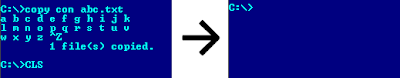 C:\>copy con abc.txt
a b c d e f g h i j k
l m n o p q r s t u v
w x y z ^Z
1 file(s) copied.
C:\>CLS
C:\>